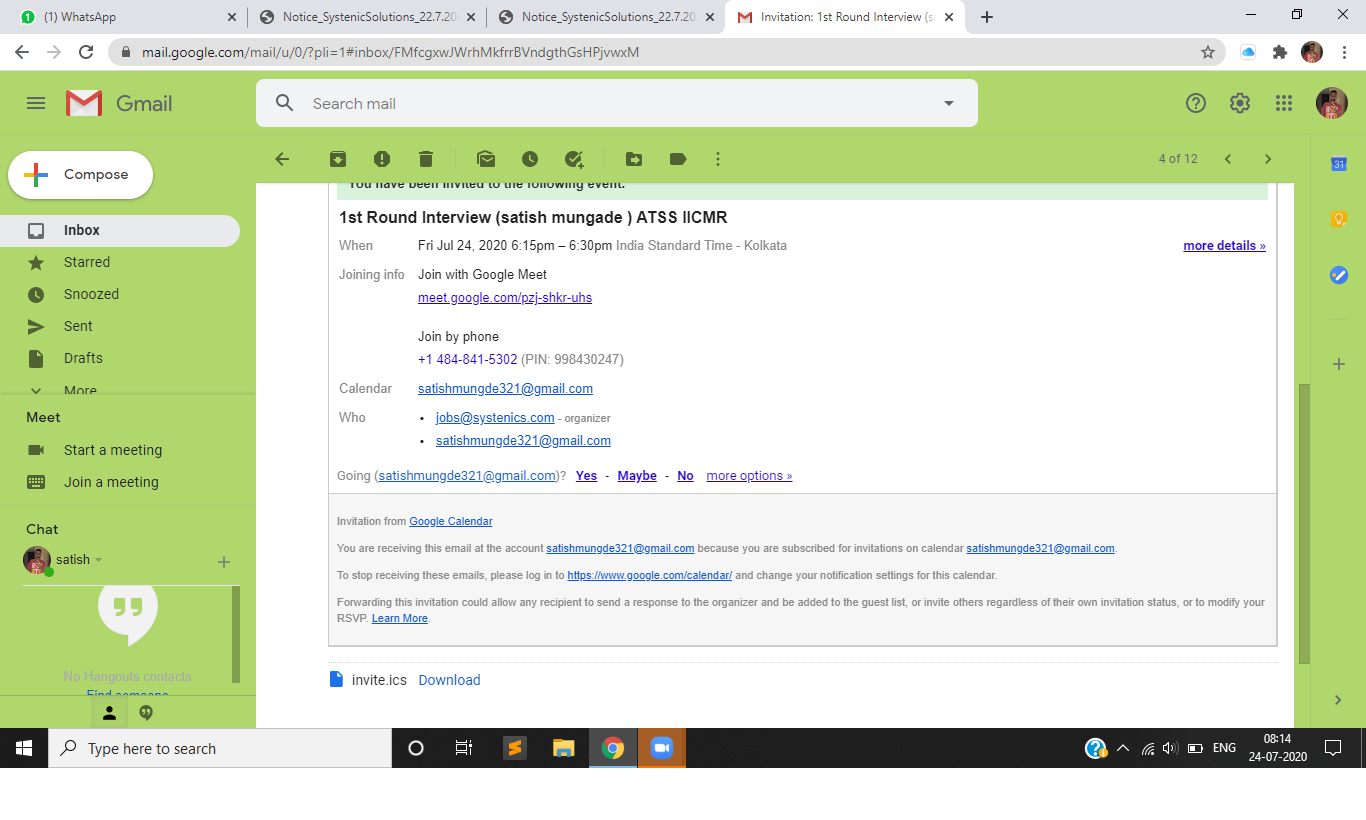 (1) WhatsApp
Notice_SystenicSolutions_22.7.20
Notice_SystenicSolutions_22.7.20
Invitation: 1st Round Interview (s
mail.google.com/mail/u/0/?pli=1#inbox/FMfcgxwJWrhMkfrrBVndgthGsHPjvwxM
Gmail
Search mail
Compose
4 of 12
Inbox
Starred
Snoozed
Sent
Drafts
More
Meet
Start a meeting
Join a meeting
Chat
satish
No Hangouts contacts
Find someone
You have been invited to the following event.
1st Round Interview (satish mungade ) ATSS IICMR
When Fri Jul 24, 2020 6:15pm – 6:30pm India Standard Time - Kolkata
more details »
Joining info Join with Google Meet
meet.google.com/pzj-shkr-uhs
Join by phone
+1 484-841-5302 (PIN: 998430247)
Calendar satishmungde321@gmail.com
Who • jobs@systenics.com - organizer
• satishmungde321@gmail.com
Going (satishmungde321@gmail.com)? Yes - Maybe - No more options »
Invitation from Google Calendar
You are receiving this email at the account satishmungde321@gmail.com because you are subscribed for invitations on calendar satishmungde321@gmail.com.
To stop receiving these emails, please log in to https://www.google.com/calendar/ and change your notification settings for this calendar.
Forwarding this invitation could allow any recipient to send a response to the organizer and be added to the guest list, or invite others regardless of their own invitation status, or to modify your
RSVP. Learn More.
invite.ics Download
31
Type here to search
ENG
08:14
24-07-2020